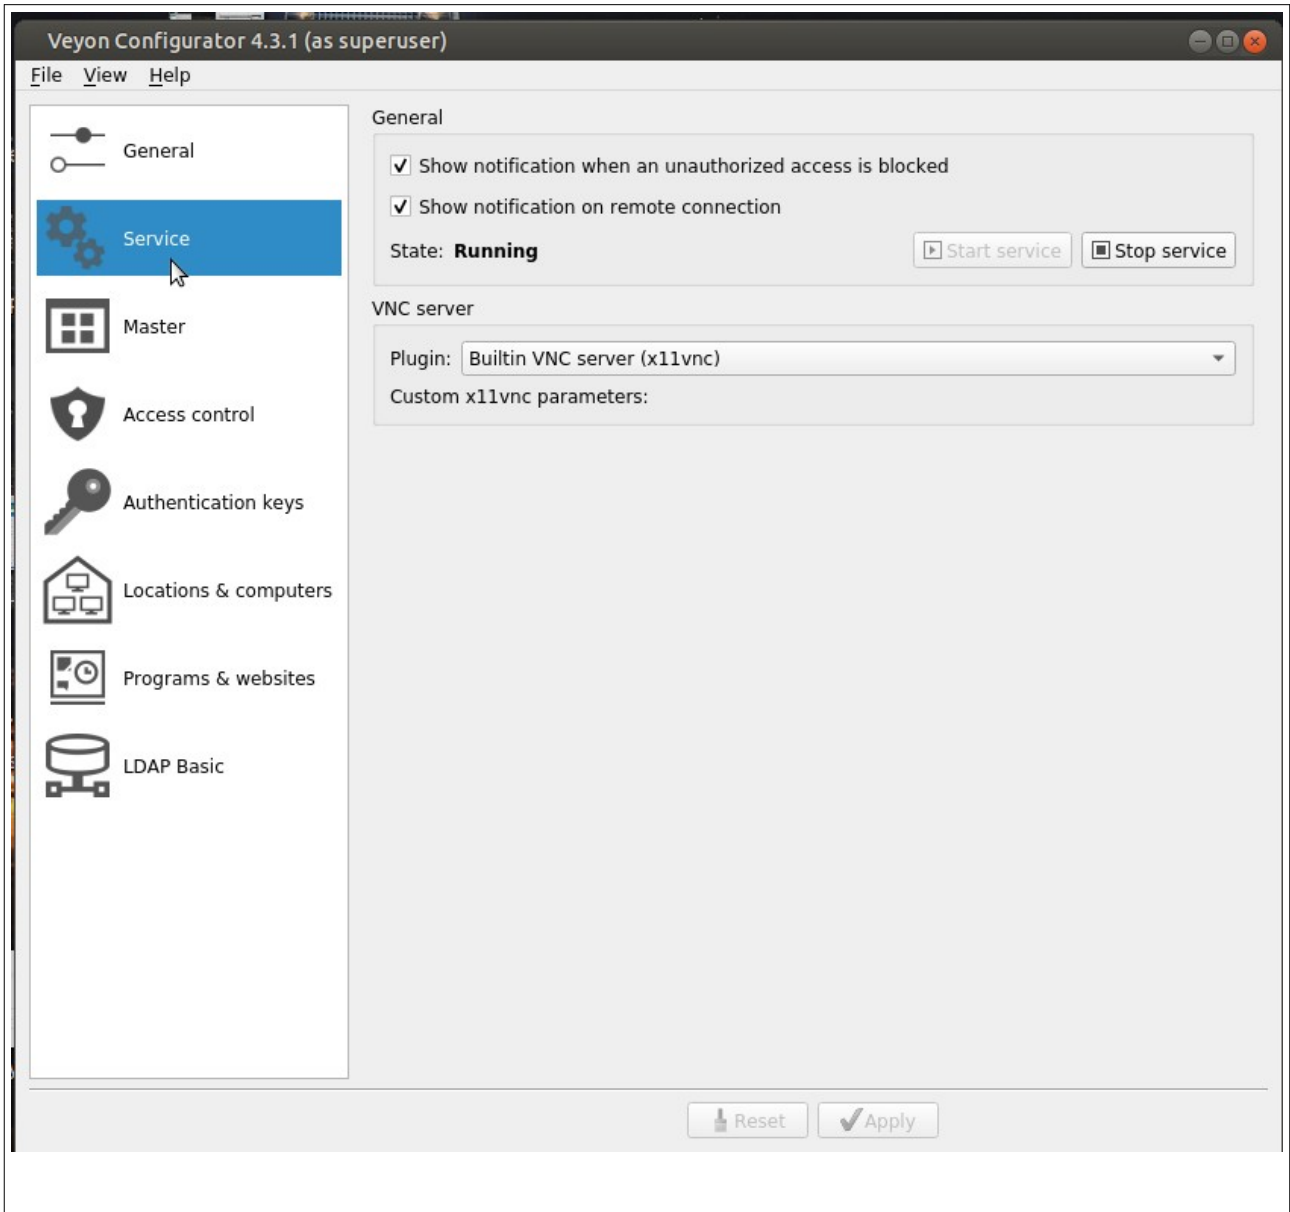 Veyon Configurator 4.3.1 (as superuser)
File View Help
General
Service
Master
Access control
Authentication keys
Locations & computers
Programs & websites
LDAP Basic
General
Show notification when an unauthorized access is blocked
Show notification on remote connection
State: Running Start service Stop service
VNC server
Plugin: Builtin VNC server (x11vnc)
Custom x11vnc parameters:
Reset Apply